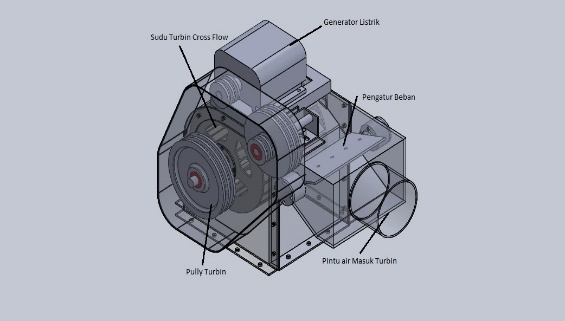 Generator Listrik
Sudu Turbin Cross Flow
Pengatur Beban
Pintu air Masuk Turbin
Pully Turbin